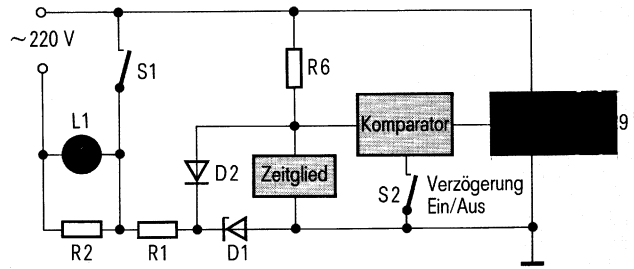 ~220 V
S1
R6
L1
Komparator
9
D2
Zeitglied
S2
Verzögerung
Ein/Aus
R2
R1
D1